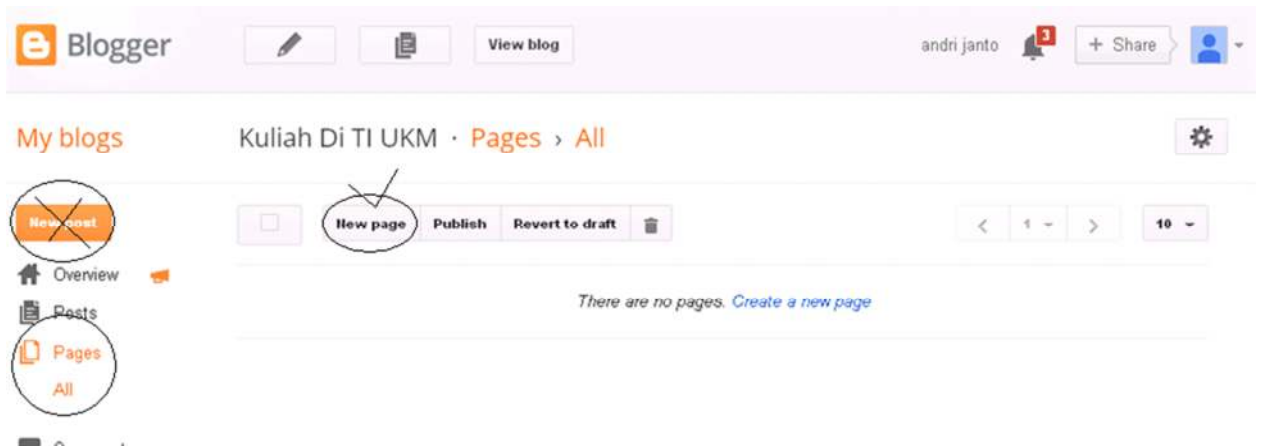 Blogger
View blog
andri janto
3
+ Share
My blogs
Kuliah Di TI UKM · Pages › All
New post
New page
Publish
Revert to draft
< 1 >
10
Overview
Posts
There are no pages. Create a new page
Pages
All